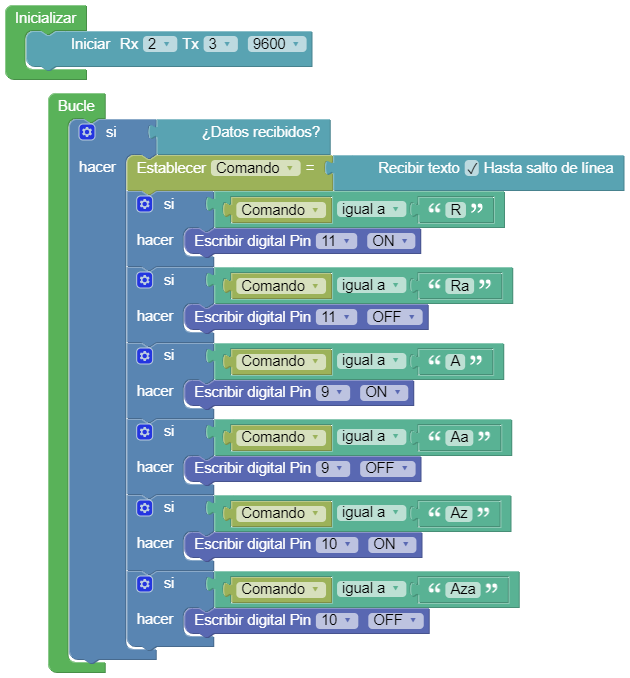 Inicializar
Iniciar Rx 2 Tx 3 9600
Bucle
si ¿Datos recibidos?
hacer Establecer Comando = Recibir texto Hasta salto de línea
si Comando igual a “ R ”
hacer Escribir digital Pin 11 ON
si Comando igual a “ Ra ”
hacer Escribir digital Pin 11 OFF
si Comando igual a “ A ”
hacer Escribir digital Pin 9 ON
si Comando igual a “ Aa ”
hacer Escribir digital Pin 9 OFF
si Comando igual a “ Az ”
hacer Escribir digital Pin 10 ON
si Comando igual a “ Aza ”
hacer Escribir digital Pin 10 OFF